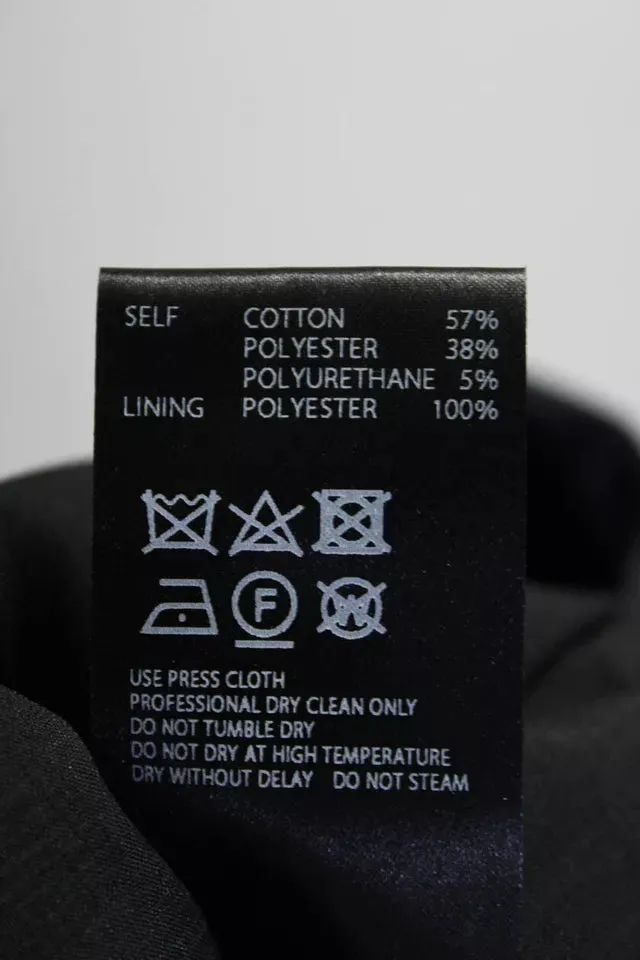 SELF COTTON 57%
POLYESTER 38%
POLYURETHANE 5%
LINING POLYESTER 100%
F W
USE PRESS CLOTH
PROFESSIONAL DRY CLEAN ONLY
DO NOT TUMBLE DRY
DO NOT DRY AT HIGH TEMPERATURE
DRY WITHOUT DELAY DO NOT STEAM